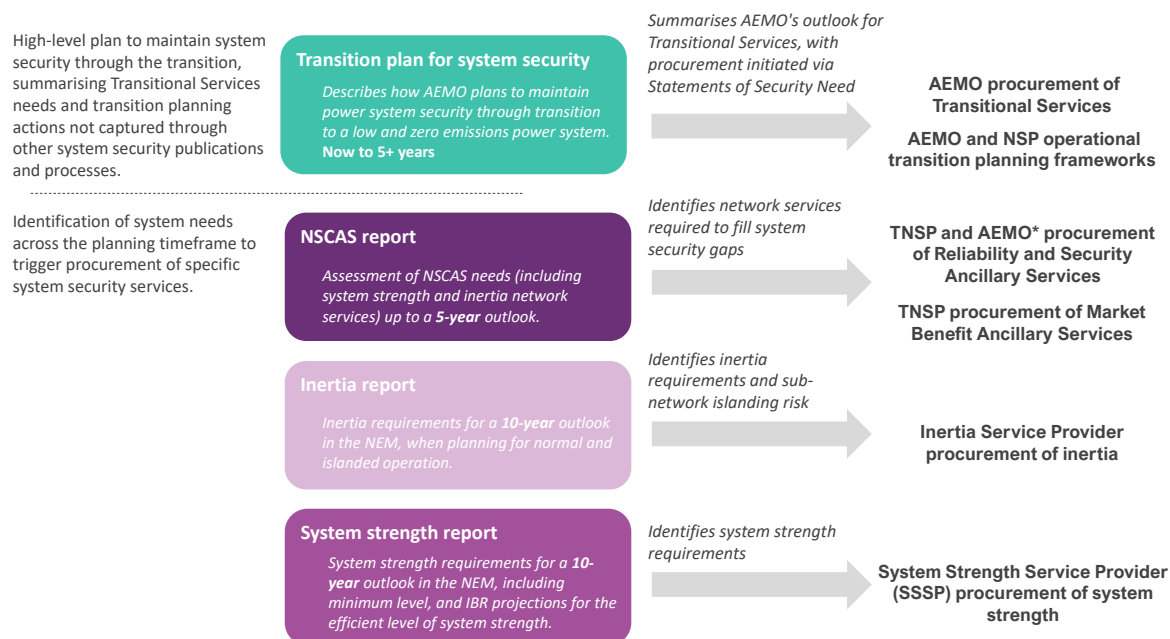 High-level plan to maintain system
security through the transition,
summarising Transitional Services
needs and transition planning
actions not captured through
other system security publications
and processes.
Transition plan for system security
Describes how AEMO plans to maintain
power system security through transition
to a low and zero emissions power system.
Now to 5+ years
Summarises AEMO's outlook for
Transitional Services, with
procurement initiated via
Statements of Security Need
AEMO procurement of
Transitional Services
AEMO and NSP operational
transition planning frameworks
Identification of system needs
across the planning timeframe to
trigger procurement of specific
system security services.
NSCAS report
Assessment of NSCAS needs (including
system strength and inertia network
services) up to a 5-year outlook.
Identifies network services
required to fill system
security gaps
TNSP and AEMO* procurement
of Reliability and Security
Ancillary Services
TNSP procurement of Market
Benefit Ancillary Services
Inertia report
Inertia requirements for a 10-year outlook
in the NEM, when planning for normal and
islanded operation.
Identifies inertia
requirements and sub-
network islanding risk
Inertia Service Provider
procurement of inertia
System strength report
System strength requirements for a 10-
year outlook in the NEM, including
minimum level, and IBR projections for the
efficient level of system strength.
Identifies system strength
requirements
System Strength Service Provider
(SSSP) procurement of system
strength